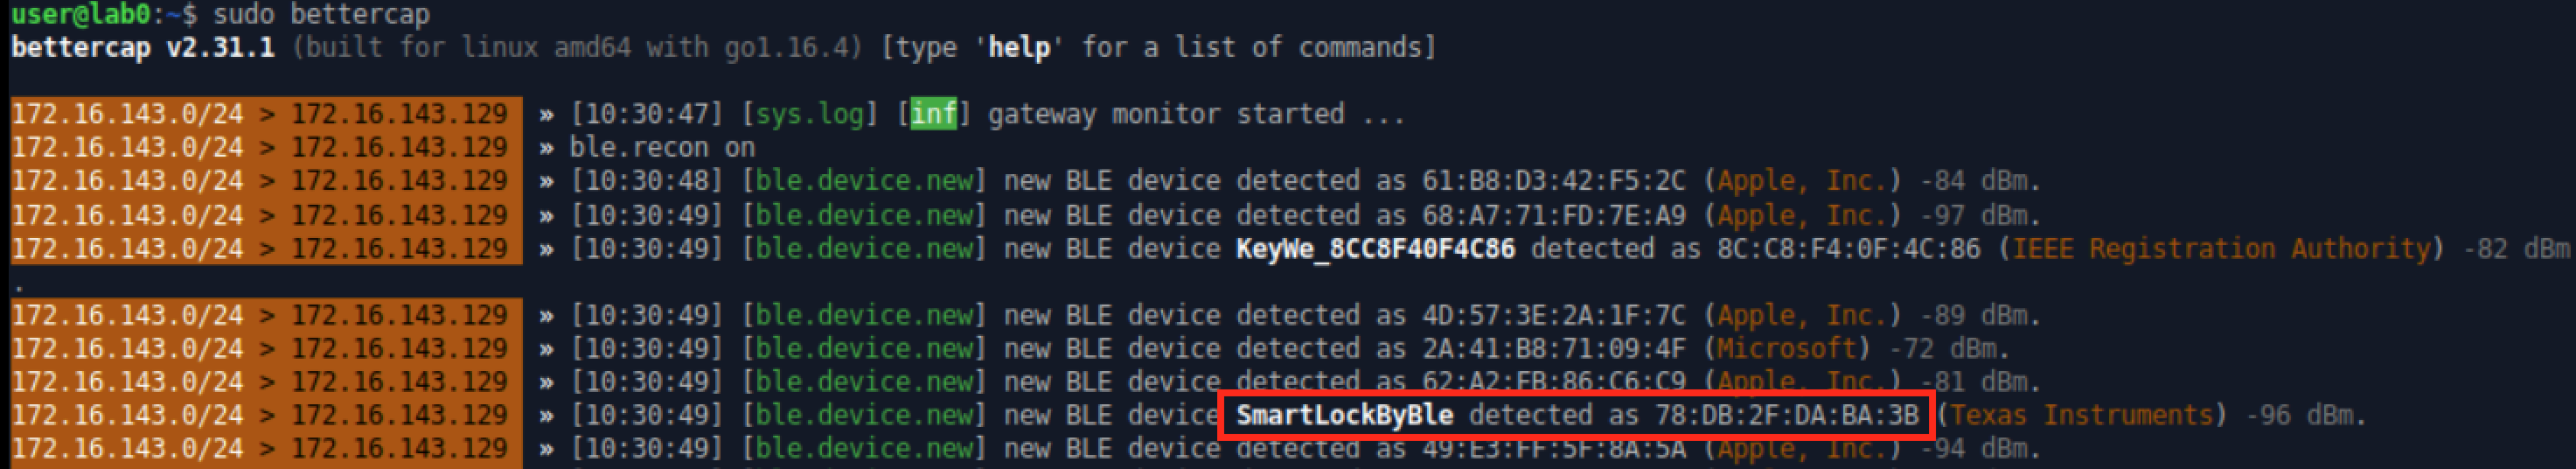 user@lab0:~$ sudo bettercap
bettercap v2.31.1 (built for linux amd64 with go1.16.4) [type 'help' for a list of commands]
172.16.143.0/24 > 172.16.143.129 » [10:30:47] [sys.log] [inf] gateway monitor started ...
172.16.143.0/24 > 172.16.143.129 » ble.recon on
172.16.143.0/24 > 172.16.143.129 » [10:30:48] [ble.device.new] new BLE device detected as 61:B8:D3:42:F5:2C (Apple, Inc.) -84 dBm.
172.16.143.0/24 > 172.16.143.129 » [10:30:49] [ble.device.new] new BLE device detected as 68:A7:71:FD:7E:A9 (Apple, Inc.) -97 dBm.
172.16.143.0/24 > 172.16.143.129 » [10:30:49] [ble.device.new] new BLE device KeyWe_8CC8F40F4C86 detected as 8C:C8:F4:0F:4C:86 (IEEE Registration Authority) -82 dBm
.
172.16.143.0/24 > 172.16.143.129 » [10:30:49] [ble.device.new] new BLE device detected as 4D:57:3E:2A:1F:7C (Apple, Inc.) -89 dBm.
172.16.143.0/24 > 172.16.143.129 » [10:30:49] [ble.device.new] new BLE device detected as 2A:41:B8:71:09:4F (Microsoft) -72 dBm.
172.16.143.0/24 > 172.16.143.129 » [10:30:49] [ble.device.new] new BLE device detected as 62:A2:FB:86:C6:C9 (Apple, Inc.) -81 dBm.
172.16.143.0/24 > 172.16.143.129 » [10:30:49] [ble.device.new] new BLE device SmartLockByBle detected as 78:DB:2F:DA:BA:3B (Texas Instruments) -96 dBm.
172.16.143.0/24 > 172.16.143.129 » [10:30:49] [ble.device.new] new BLE device detected as 49:E3:FF:5F:8A:5A (Apple, Inc.) -94 dBm.